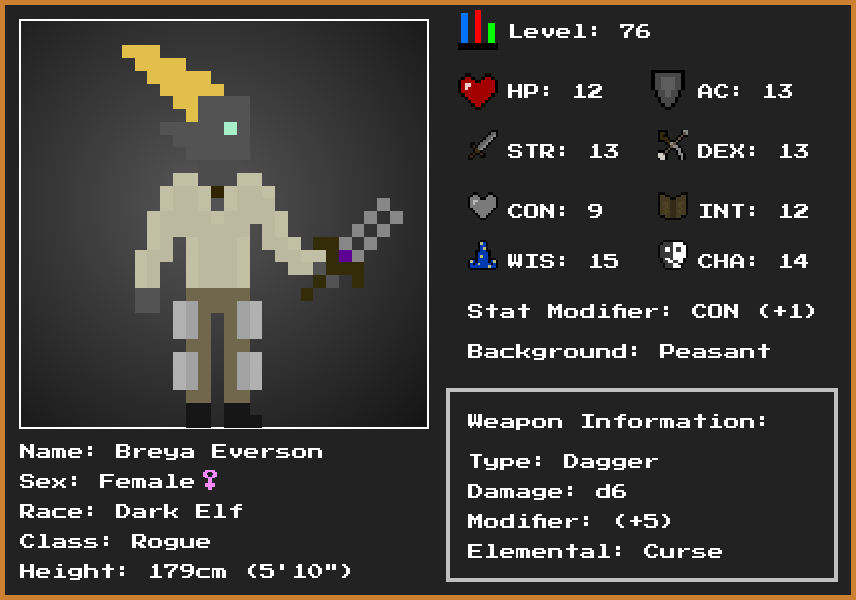 Level: 76
HP: 12 AC: 13
STR: 13 DEX: 13
CON: 9 INT: 12
WIS: 15 CHA: 14
Stat Modifier: CON (+1)
Background: Peasant
Weapon Information:
Type: Dagger
Damage: d6
Modifier: (+5)
Elemental: Curse
Name: Breya Everson
Sex: Female♀
Race: Dark Elf
Class: Rogue
Height: 179cm (5'10")